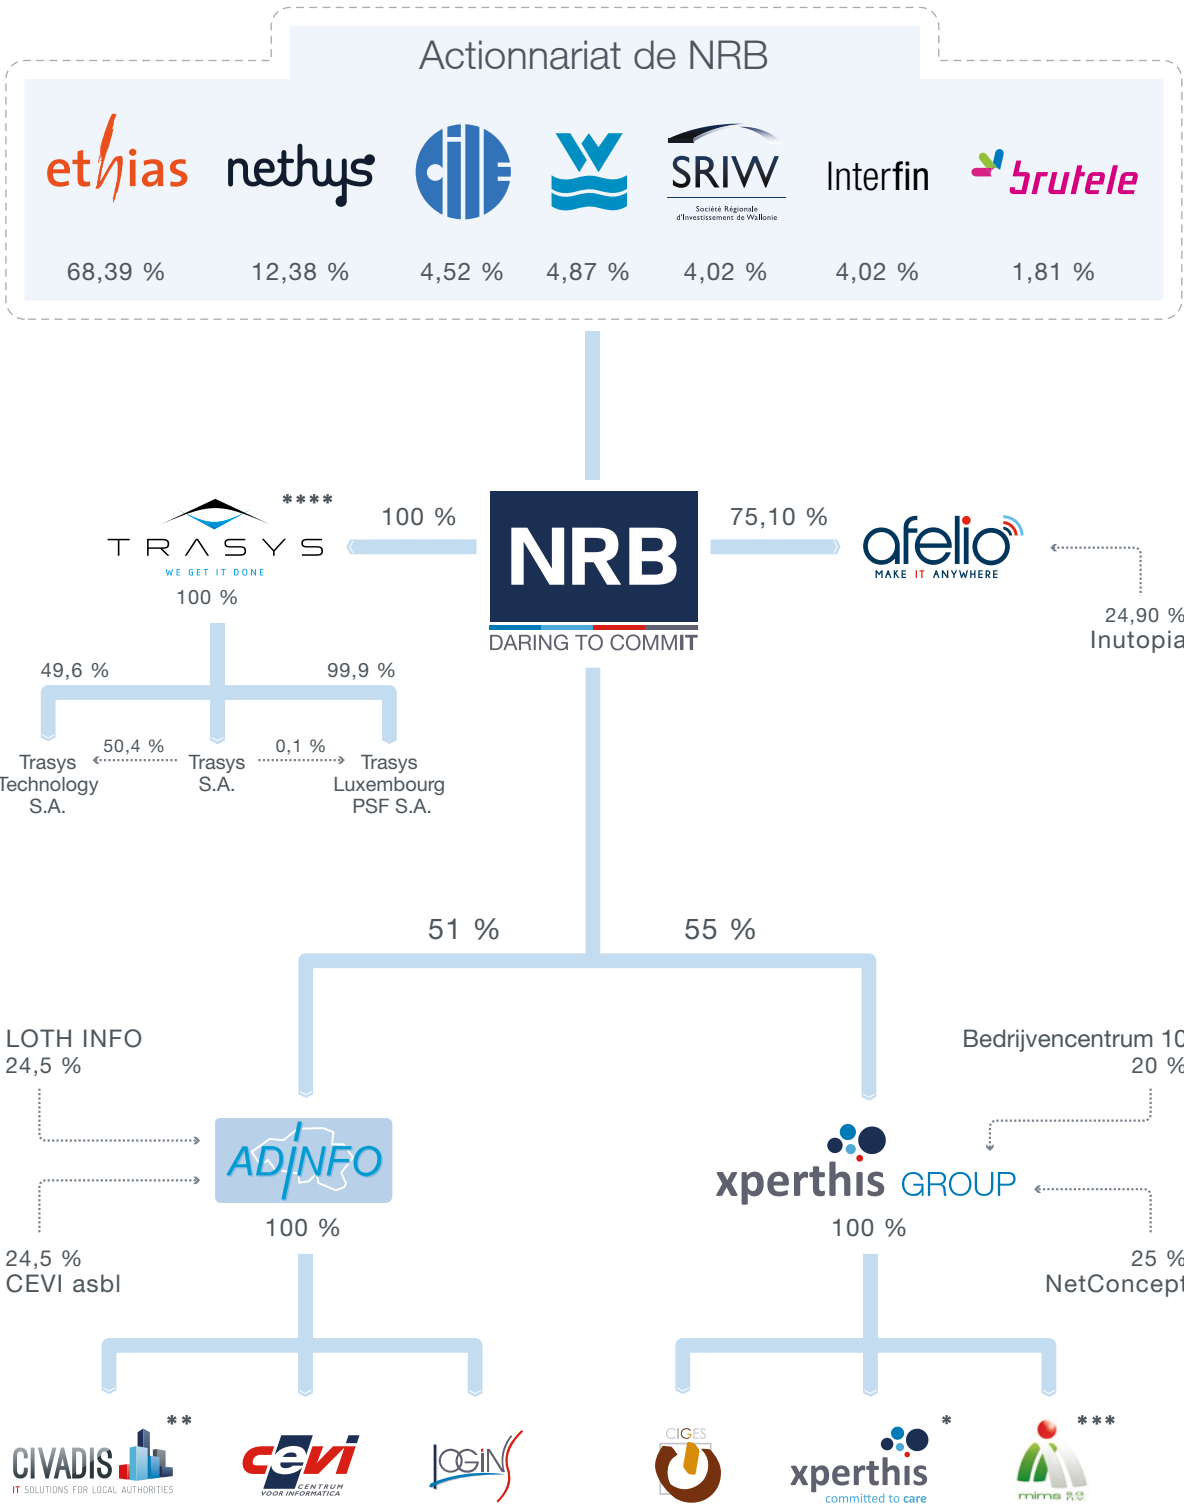 Actionnariat de NRB
ethias
nethys
CILE
W
SRIW
Société Régionale
d'Investissement de Wallonie
Interfin
brutele
68,39 %
12,38 %
4,52 %
4,87 %
4,02 %
4,02 %
1,81 %
TRASYS ****
WE GET IT DONE
100 %
100 %
NRB
DARING TO COMMIT
75,10 %
afelio
MAKE IT ANYWHERE
24,90 %
Inutopia
49,6 %
99,9 %
Trasys
Technology
S.A.
50,4 %
Trasys
S.A.
0,1 %
Trasys
Luxembourg
PSF S.A.
51 %
55 %
LOTH INFO
24,5 %
Bedrijvencentrum 10
20 %
ADINFO
100 %
xperthis GROUP
100 %
24,5 %
CEVI asbl
25 %
NetConcept
CIVADIS **
IT SOLUTIONS FOR LOCAL AUTHORITIES
cevi
CENTRUM
VOOR INFORMATICA
LOGINS
CIGES
xperthis *
committed to care
***
mims 2.0
n.v.